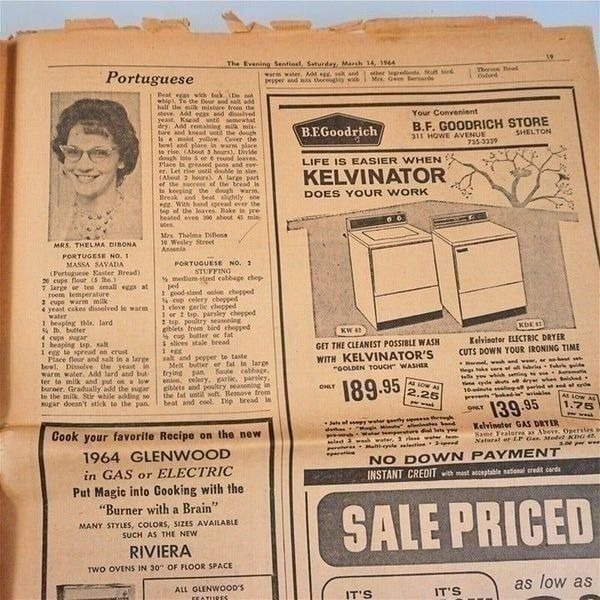 The Evening Sentinel, Saturday, March 14, 1964
19
Portuguese
MRS. THELMA DIBONA
PORTUGESE NO. 1
MASSA SAVADA
(Portuguese Easter Bread)
20 cups flour (5 lbs.)
7 large or ten small eggs at
room temperature
3 cups warm milk
4 yeast cakes dissolved in warm
water
1 heaping tbls. lard
¼ lb. butter
4 cups sugar
1 heaping tsp. salt
1 egg to spread on crust
Place flour and salt in a large
bowl. Dissolve the yeast in
warm water. Add lard and but-
ter to milk and put on a low
burner. Gradually add the sugar
to the milk. Stir while adding so
sugar doesn't stick to the pan.
Beat eggs with fork. (Do not
whip). To the flour and salt add
half the milk mixture from the
stove. Add eggs and dissolved
yeast. Knead until somewhat
dry. Add remaining milk mix-
ture and knead until the dough
is a moist yellow. Cover the
bowl and place in warm place
to rise. (About 3 hours). Divide
dough into 5 or 6 round loaves.
Place in greased pans and cov-
er. Let rise until double in size.
(About 2 hours). A large part
of the success of the bread is
in keeping the dough warm.
Break and beat slightly one
egg. With hand spread over the
top of the loaves. Bake in pre-
heated oven 300 about 45 min-
utes.
Mrs. Thelma DiBona
10 Wesley Street
Ansonia
PORTUGUESE NO. 2
STUFFING
½ medium-sized cabbage chop-
ped
1 good-sized onion chopped
¼ cup celery chopped
1 clove garlic chopped
1 or 2 tsp. parsley chopped
2 tsp. poultry seasoning
giblets from bird chopped
½ cup butter or fat
5 slices stale bread
1 egg
salt and pepper to taste
Melt butter or fat in large
frying pan. Saute cabbage,
onion, celery, garlic, parsley,
giblets and poultry seasoning in
the fat until soft. Remove from
heat and cool. Dip bread in
warm water. Add egg, salt and
pepper and mix thoroughly with
other ingredients. Stuff bird.
Mrs. Gwen Bernardo
Thorson Road
Oxford
B.F.Goodrich
Your Convenient
B.F. GOODRICH STORE
311 HOWE AVENUE SHELTON
735-3339
LIFE IS EASIER WHEN
KELVINATOR
DOES YOUR WORK
KW 42
KDE 42
GET THE CLEANEST POSSIBLE WASH
WITH KELVINATOR'S
"GOLDEN TOUCH" WASHER
ONLY 189.95
AS LOW AS
2.25
Kelvinator ELECTRIC DRYER
CUTS DOWN YOUR IRONING TIME
ONLY 139.95
AS LOW AS
1.75
Kelvinator GAS DRYER
Same Features as Above. Operates on
Natural or LP Gas. Model KDG 42.
NO DOWN PAYMENT
INSTANT CREDIT with most acceptable national credit cards
SALE PRICED
IT'S
IT'S
as low as
Cook your favorite Recipe on the new
1964 GLENWOOD
in GAS or ELECTRIC
Put Magic into Cooking with the
"Burner with a Brain"
MANY STYLES, COLORS, SIZES AVAILABLE
SUCH AS THE NEW
RIVIERA
TWO OVENS IN 30" OF FLOOR SPACE
ALL GLENWOOD'S
FEATURES